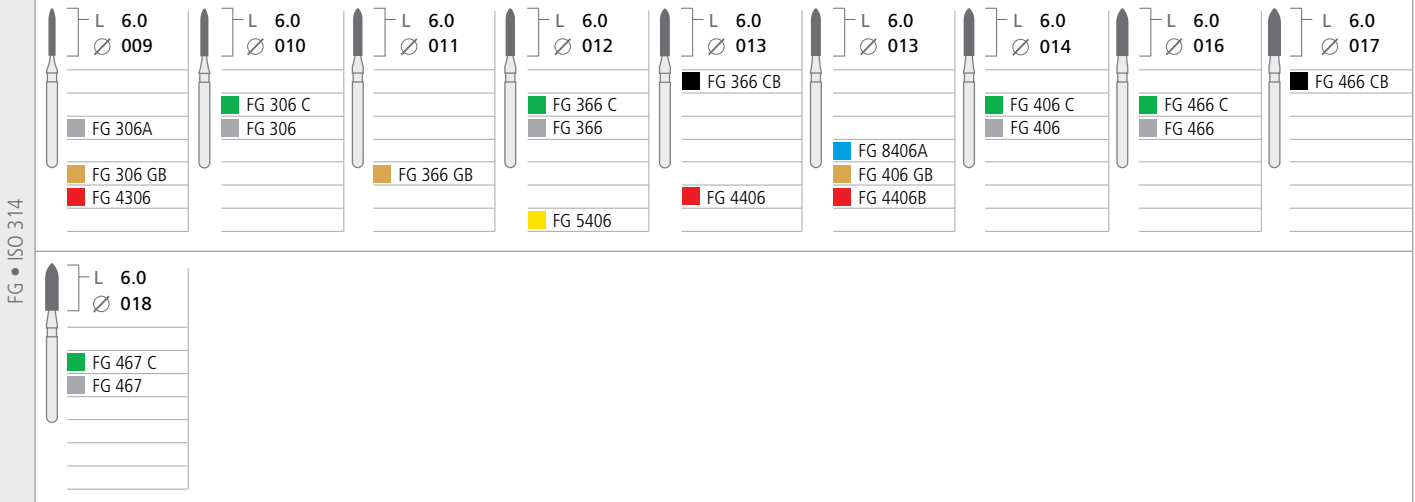 FG • ISO 314
L 6.0
∅ 009
FG 306A
FG 306 GB
FG 4306
L 6.0
∅ 010
FG 306 C
FG 306
L 6.0
∅ 011
FG 366 GB
L 6.0
∅ 012
FG 366 C
FG 366
FG 5406
L 6.0
∅ 013
FG 366 CB
FG 4406
L 6.0
∅ 013
FG 8406A
FG 406 GB
FG 4406B
L 6.0
∅ 014
FG 406 C
FG 406
L 6.0
∅ 016
FG 466 C
FG 466
L 6.0
∅ 017
FG 466 CB
L 6.0
∅ 018
FG 467 C
FG 467